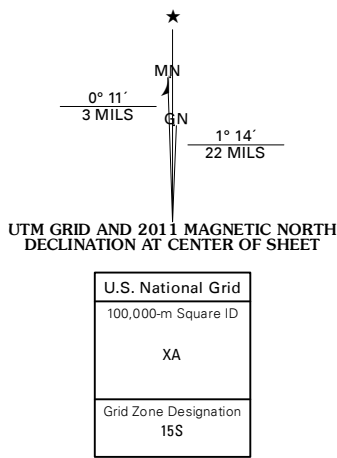 ★
MN
0° 11´
3 MILS
GN
1° 14´
22 MILS
UTM GRID AND 2011 MAGNETIC NORTH
DECLINATION AT CENTER OF SHEET
U.S. National Grid
100,000-m Square ID
XA
Grid Zone Designation
15S